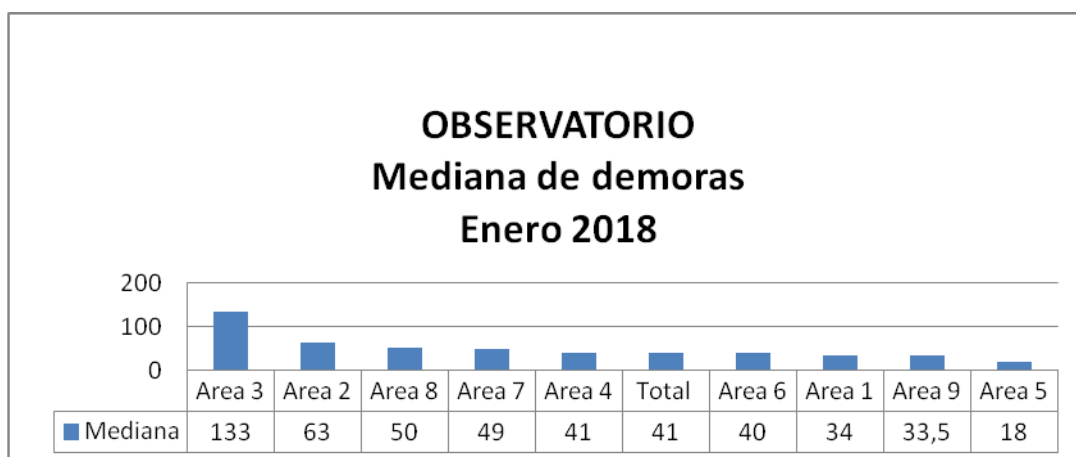 OBSERVATORIO
Mediana de demoras
Enero 2018
200
100
0
Area 3 Area 2 Area 8 Area 7 Area 4 Total Area 6 Area 1 Area 9 Area 5
Mediana 133 63 50 49 41 41 40 34 33,5 18